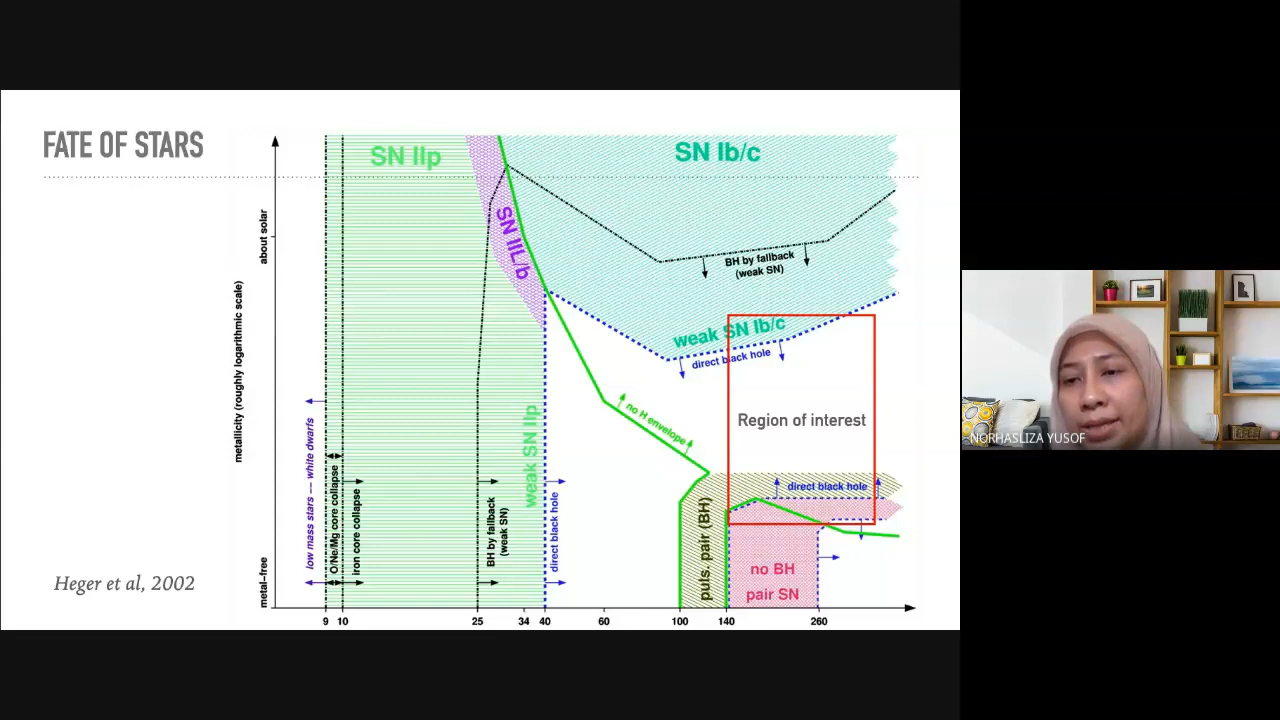 FATE OF STARS
SN IIp
SN Ib/c
SN IIL/b
about solar
metallicity (roughly logarithmic scale)
metal−free
BH by fallback
(weak SN)
weak SN Ib/c
direct black hole
no H envelope
Region of interest
low mass stars −− white dwarfs
O/Ne/Mg core collapse
iron core collapse
BH by fallback
(weak SN)
weak SN IIp
direct black hole
puls. pair (BH)
direct black hole
no BH
pair SN
Heger et al, 2002
9 10 25 34 40 60 100 140 260
NORHASLIZA YUSOF